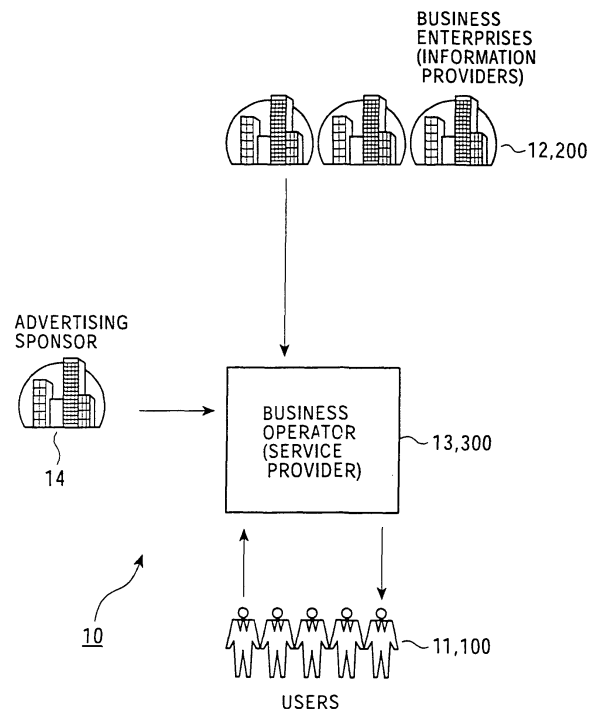 BUSINESS
ENTERPRISES
(INFORMATION
PROVIDERS)
12,200
ADVERTISING
SPONSOR
14
BUSINESS
OPERATOR
(SERVICE
PROVIDER)
13,300
10
11,100
USERS